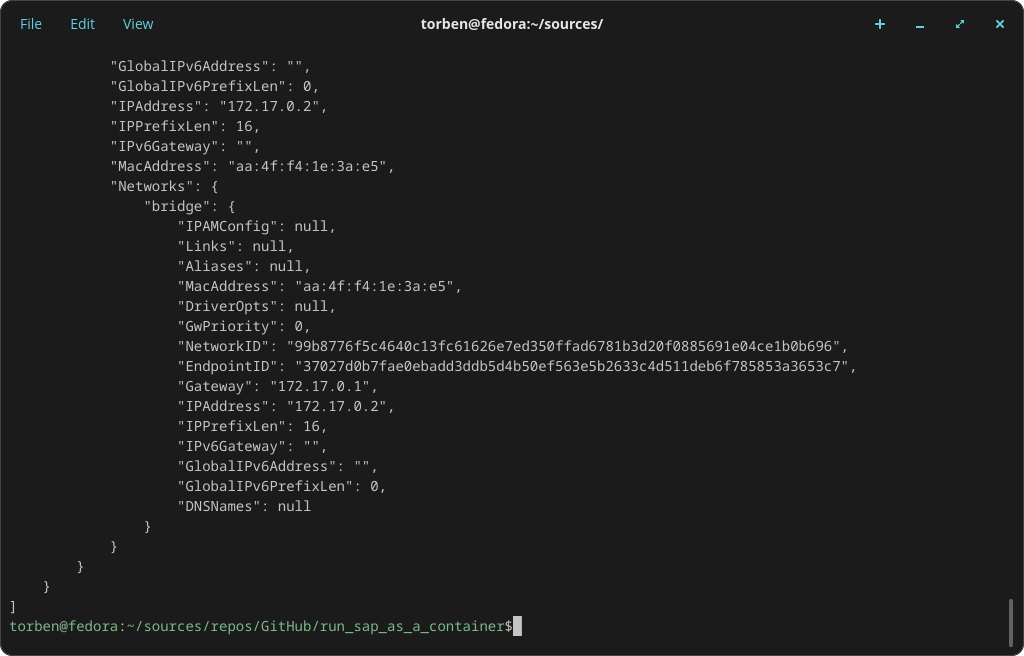 File Edit View torben@fedora:~/sources/
"GlobalIPv6Address": "",
"GlobalIPv6PrefixLen": 0,
"IPAddress": "172.17.0.2",
"IPPrefixLen": 16,
"IPv6Gateway": "",
"MacAddress": "aa:4f:f4:1e:3a:e5",
"Networks": {
"bridge": {
"IPAMConfig": null,
"Links": null,
"Aliases": null,
"MacAddress": "aa:4f:f4:1e:3a:e5",
"DriverOpts": null,
"GwPriority": 0,
"NetworkID": "99b8776f5c4640c13fc61626e7ed350ffad6781b3d20f0885691e04ce1b0b696",
"EndpointID": "37027d0b7fae0ebadd3ddb5d4b50ef563e5b2633c4d511deb6f785853a3653c7",
"Gateway": "172.17.0.1",
"IPAddress": "172.17.0.2",
"IPPrefixLen": 16,
"IPv6Gateway": "",
"GlobalIPv6Address": "",
"GlobalIPv6PrefixLen": 0,
"DNSNames": null
}
}
}
}
]
torben@fedora:~/sources/repos/GitHub/run_sap_as_a_container$